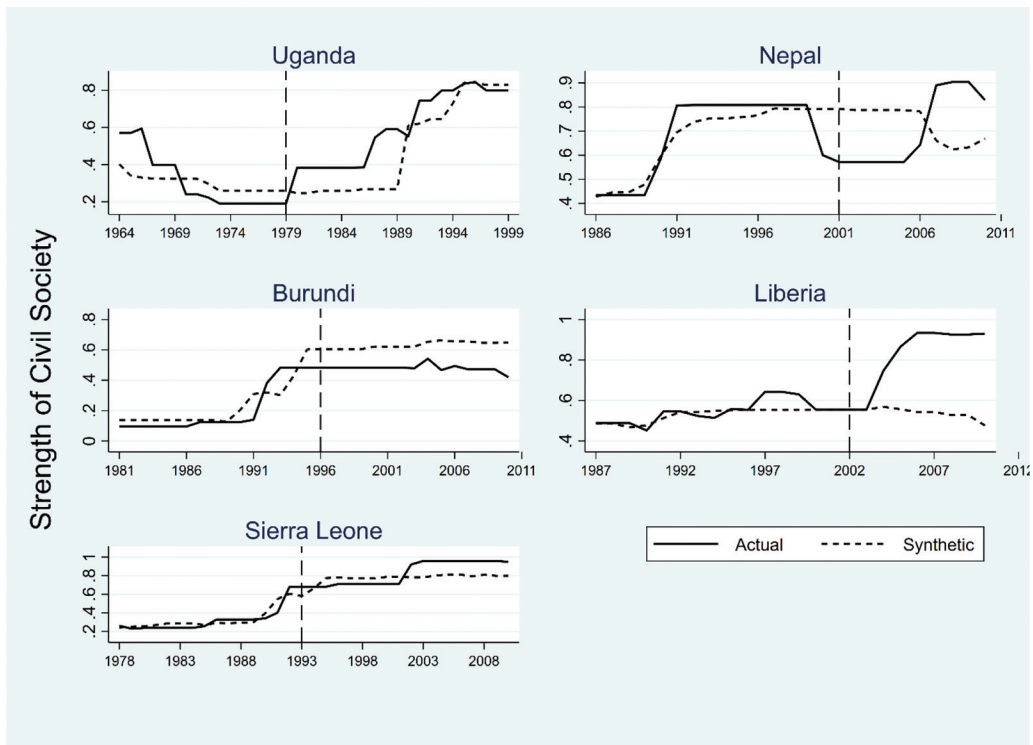 Strength of Civil Society
Uganda
.8
.6
.4
.2
1964 1969 1974 1979 1984 1989 1994 1999
Nepal
.9
.8
.7
.6
.5
.4
1986 1991 1996 2001 2006 2011
Burundi
.8
.6
.4
.2
0
1981 1986 1991 1996 2001 2006 2011
Liberia
1
.8
.6
.4
1987 1992 1997 2002 2007 2012
Sierra Leone
1
.8
.6
.4
.2
1978 1983 1988 1993 1998 2003 2008
Actual Synthetic